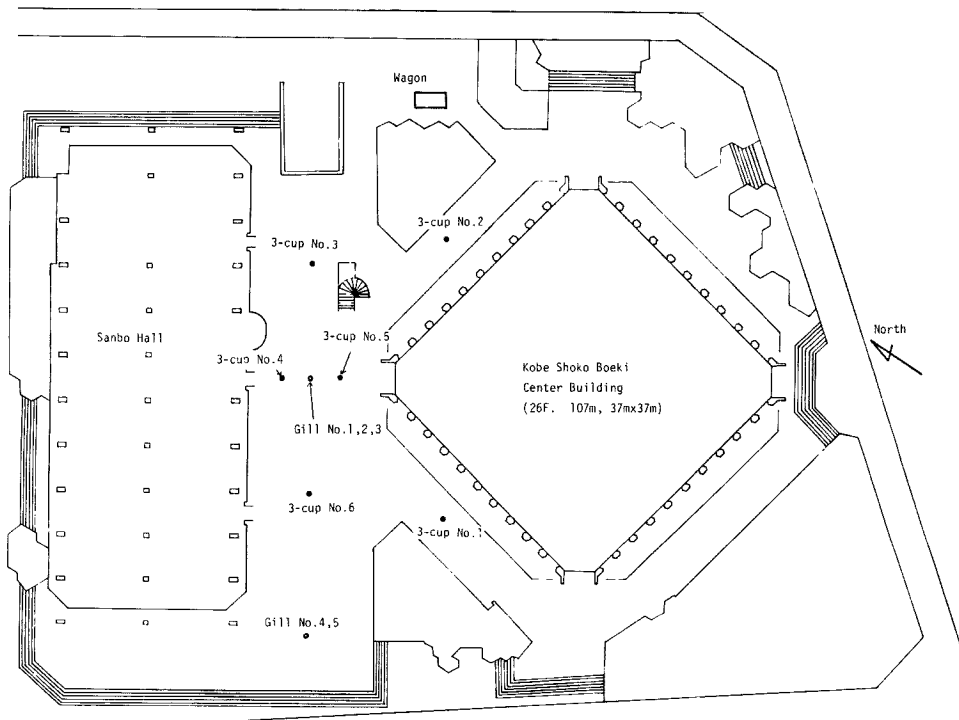 Wagon
3-cup No.2
3-cup No.3
North
Sanbo Hall
3-cup No.5
3-cup No.4
Kobe Shoko Boeki
Center Building
(26F. 107m, 37mx37m)
Gill No.1,2,3
3-cup No.6
3-cup No.1
Gill No.4,5